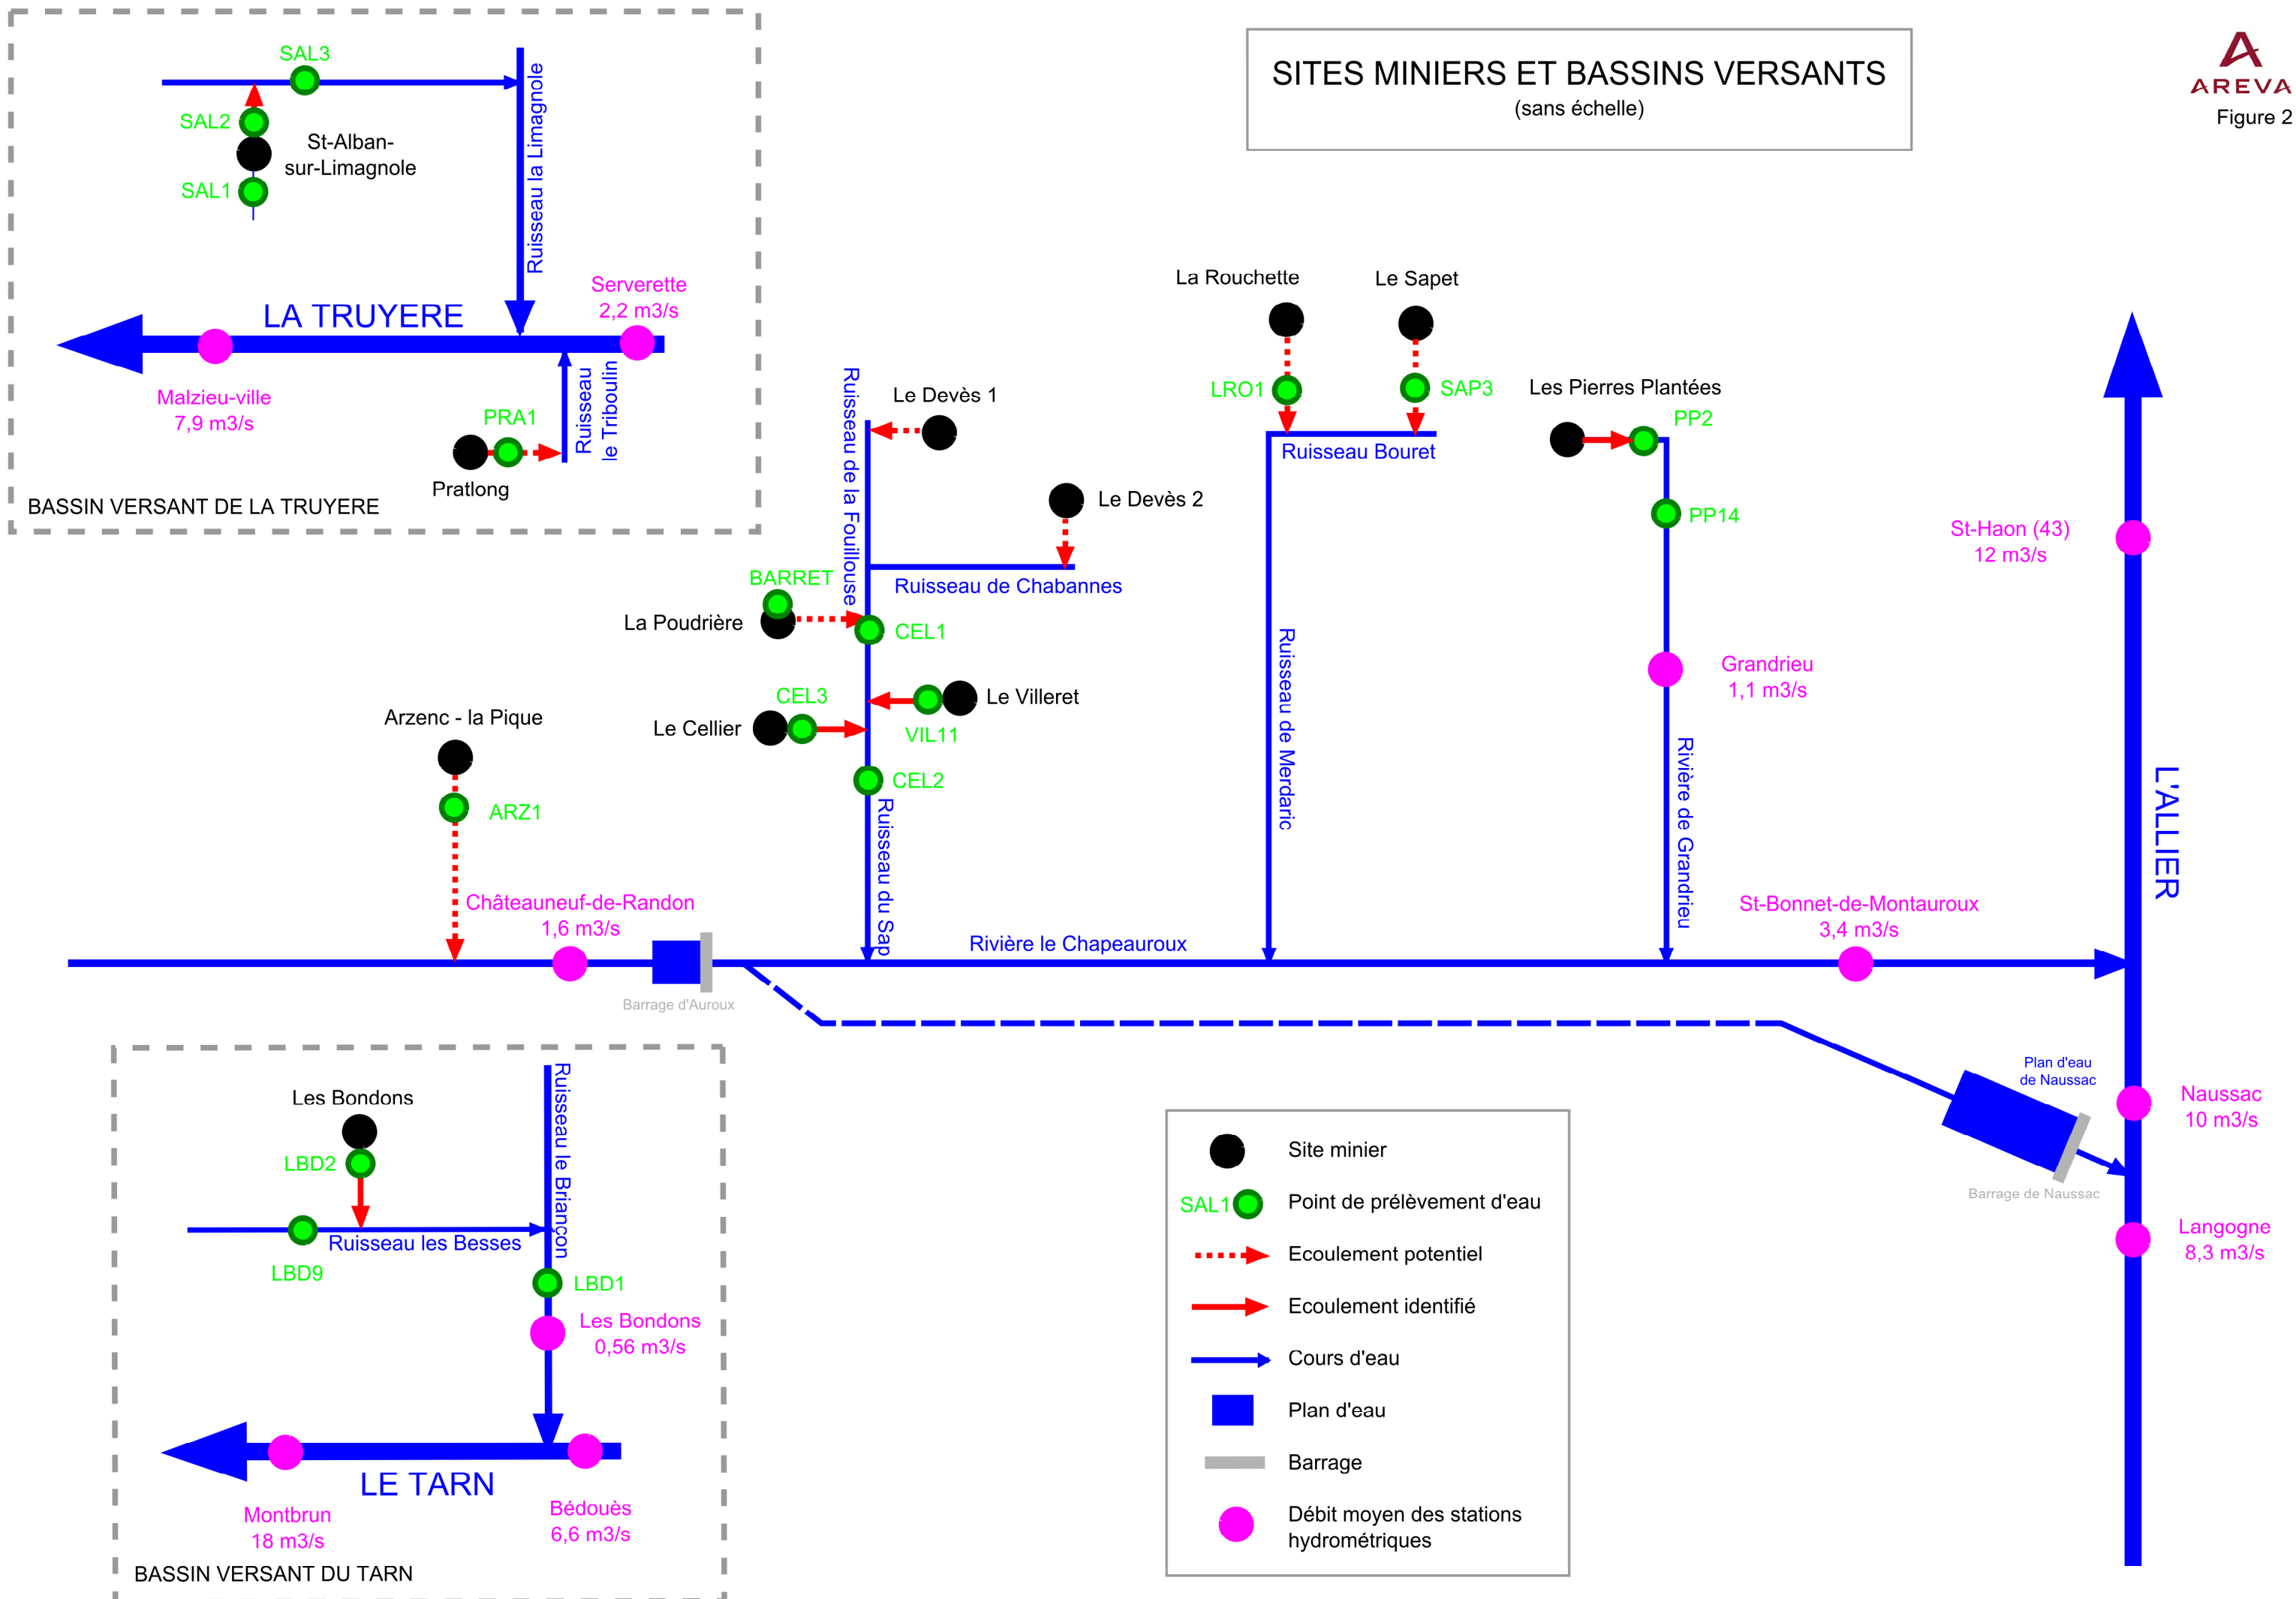 SITES MINIERS ET BASSINS VERSANTS
(sans échelle)
AREVA
Figure 2
SAL3
SAL2
St-Alban-
sur-Limagnole
SAL1
Ruisseau la Limagnole
Serverette
2,2 m3/s
LA TRUYERE
Malzieu-ville
7,9 m3/s
PRA1
Pratlong
Ruisseau
le Triboulin
BASSIN VERSANT DE LA TRUYERE
La Rouchette
Le Sapet
LRO1
SAP3
Ruisseau Bouret
Les Pierres Plantées
PP2
PP14
Le Devès 1
Ruisseau de la Fouillouse
Le Devès 2
Ruisseau de Chabannes
BARRET
La Poudrière
CEL1
CEL3
Le Cellier
Le Villeret
VIL11
CEL2
Ruisseau du Sap
Ruisseau de Merdaric
Grandrieu
1,1 m3/s
Rivière de Grandrieu
St-Haon (43)
12 m3/s
L'ALLIER
Arzenc - la Pique
ARZ1
Châteauneuf-de-Randon
1,6 m3/s
Barrage d'Auroux
Rivière le Chapeauroux
St-Bonnet-de-Montauroux
3,4 m3/s
Plan d'eau
de Naussac
Barrage de Naussac
Naussac
10 m3/s
Langogne
8,3 m3/s
Les Bondons
LBD2
Ruisseau les Besses
LBD9
Ruisseau le Briançon
LBD1
Les Bondons
0,56 m3/s
LE TARN
Montbrun
18 m3/s
Bédouès
6,6 m3/s
BASSIN VERSANT DU TARN
Site minier
SAL1
Point de prélèvement d'eau
Ecoulement potentiel
Ecoulement identifié
Cours d'eau
Plan d'eau
Barrage
Débit moyen des stations
hydrométriques